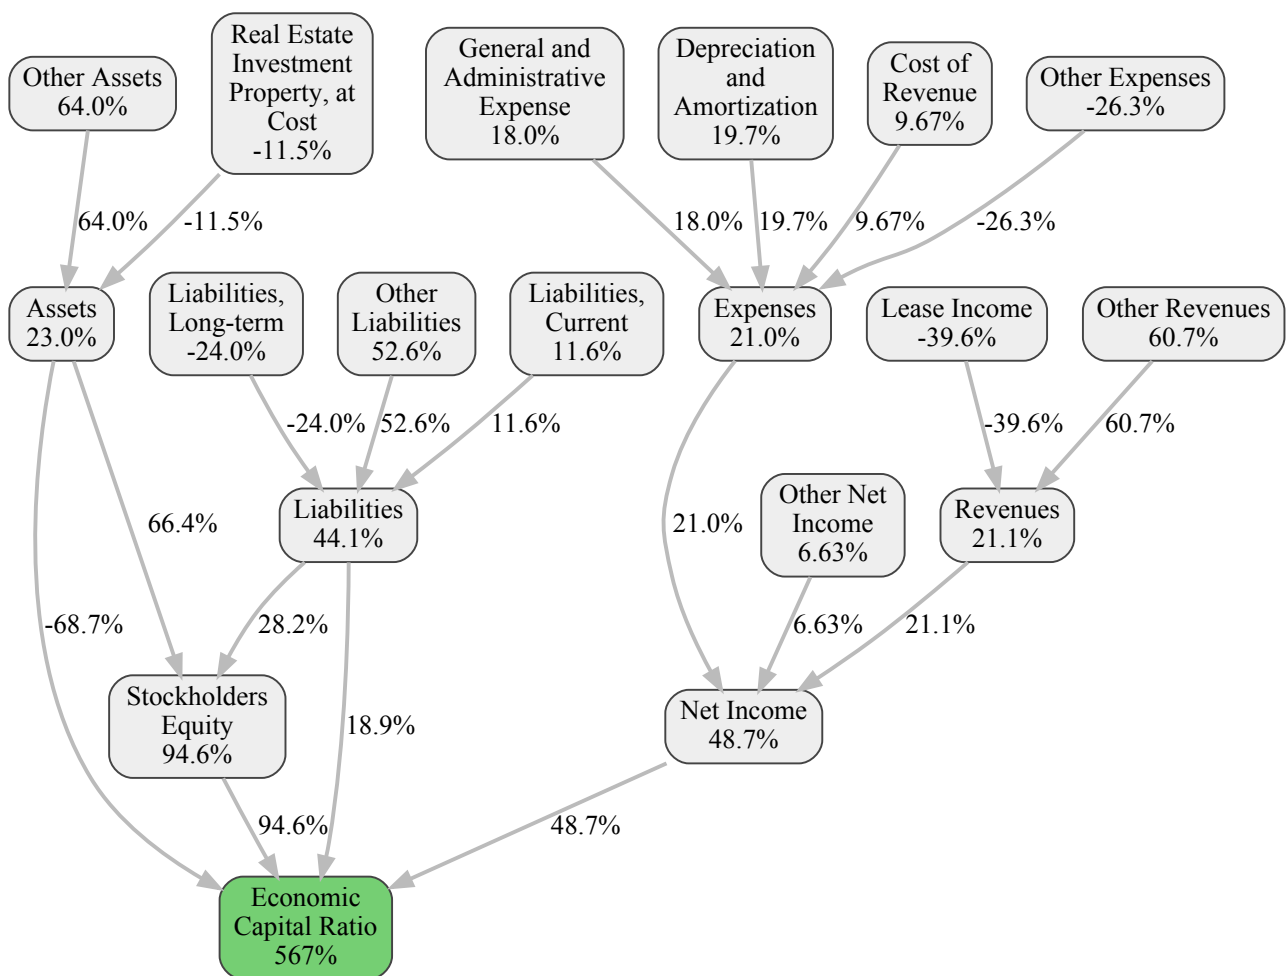 Other Assets
64.0%
Real Estate
Investment
Property, at
Cost
-11.5%
General and
Administrative
Expense
18.0%
Depreciation
and
Amortization
19.7%
Cost of
Revenue
9.67%
Other Expenses
-26.3%
64.0%
-11.5%
18.0%
19.7%
9.67%
-26.3%
Assets
23.0%
Liabilities,
Long-term
-24.0%
Other
Liabilities
52.6%
Liabilities,
Current
11.6%
Expenses
21.0%
Lease Income
-39.6%
Other Revenues
60.7%
-24.0%
52.6%
11.6%
-39.6%
60.7%
Liabilities
44.1%
66.4%
21.0%
Other Net
Income
6.63%
Revenues
21.1%
-68.7%
28.2%
6.63%
21.1%
Stockholders
Equity
94.6%
18.9%
Net Income
48.7%
94.6%
48.7%
Economic
Capital Ratio
567%